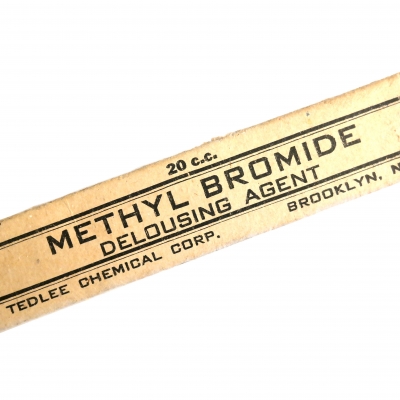 20 c.c.
METHYL BROMIDE
DELOUSING AGENT
TEDLEE CHEMICAL CORP. BROOKLYN, N